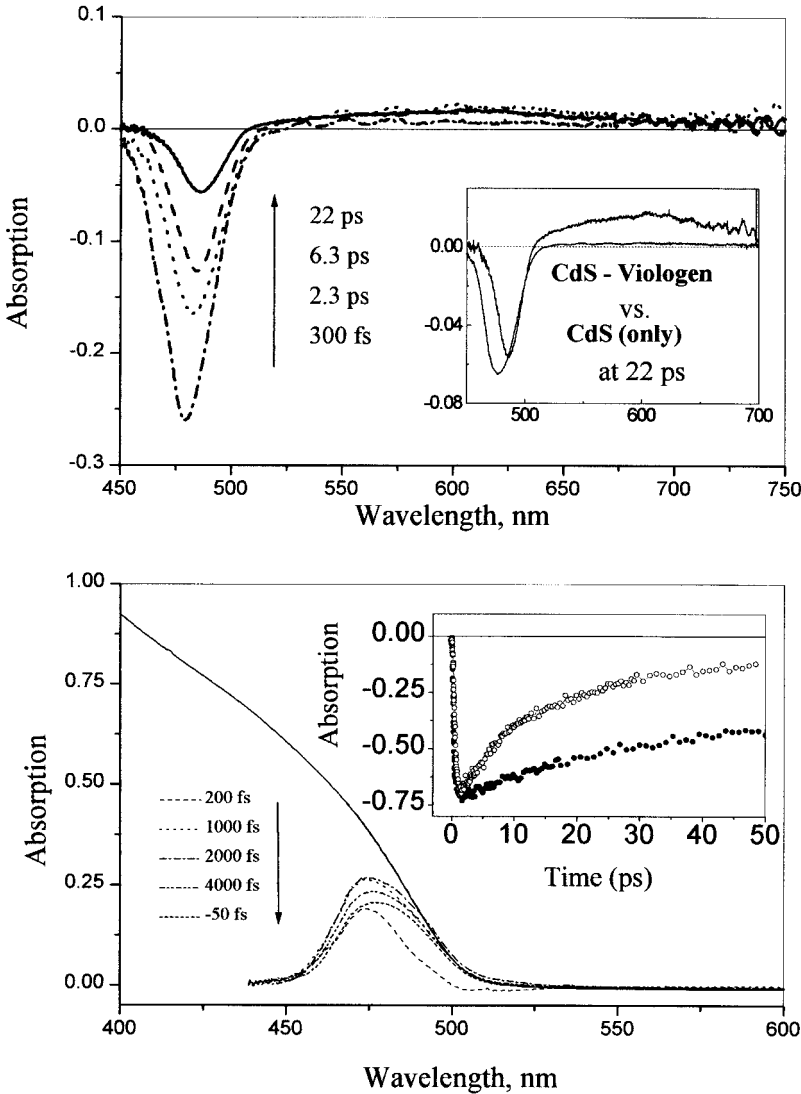 0.1
0.0
-0.1
-0.2
-0.3
Absorption
450
500
550
600
650
700
750
Wavelength, nm
22 ps
6.3 ps
2.3 ps
300 fs
0.00
-0.04
-0.08
500
600
700
CdS - Viologen
vs.
CdS (only)
at 22 ps
1.00
0.75
0.50
0.25
0.00
Absorption
400
450
500
550
600
Wavelength, nm
200 fs
1000 fs
2000 fs
4000 fs
-50 fs
0.00
-0.25
-0.50
-0.75
Absorption
0
10
20
30
40
50
Time (ps)